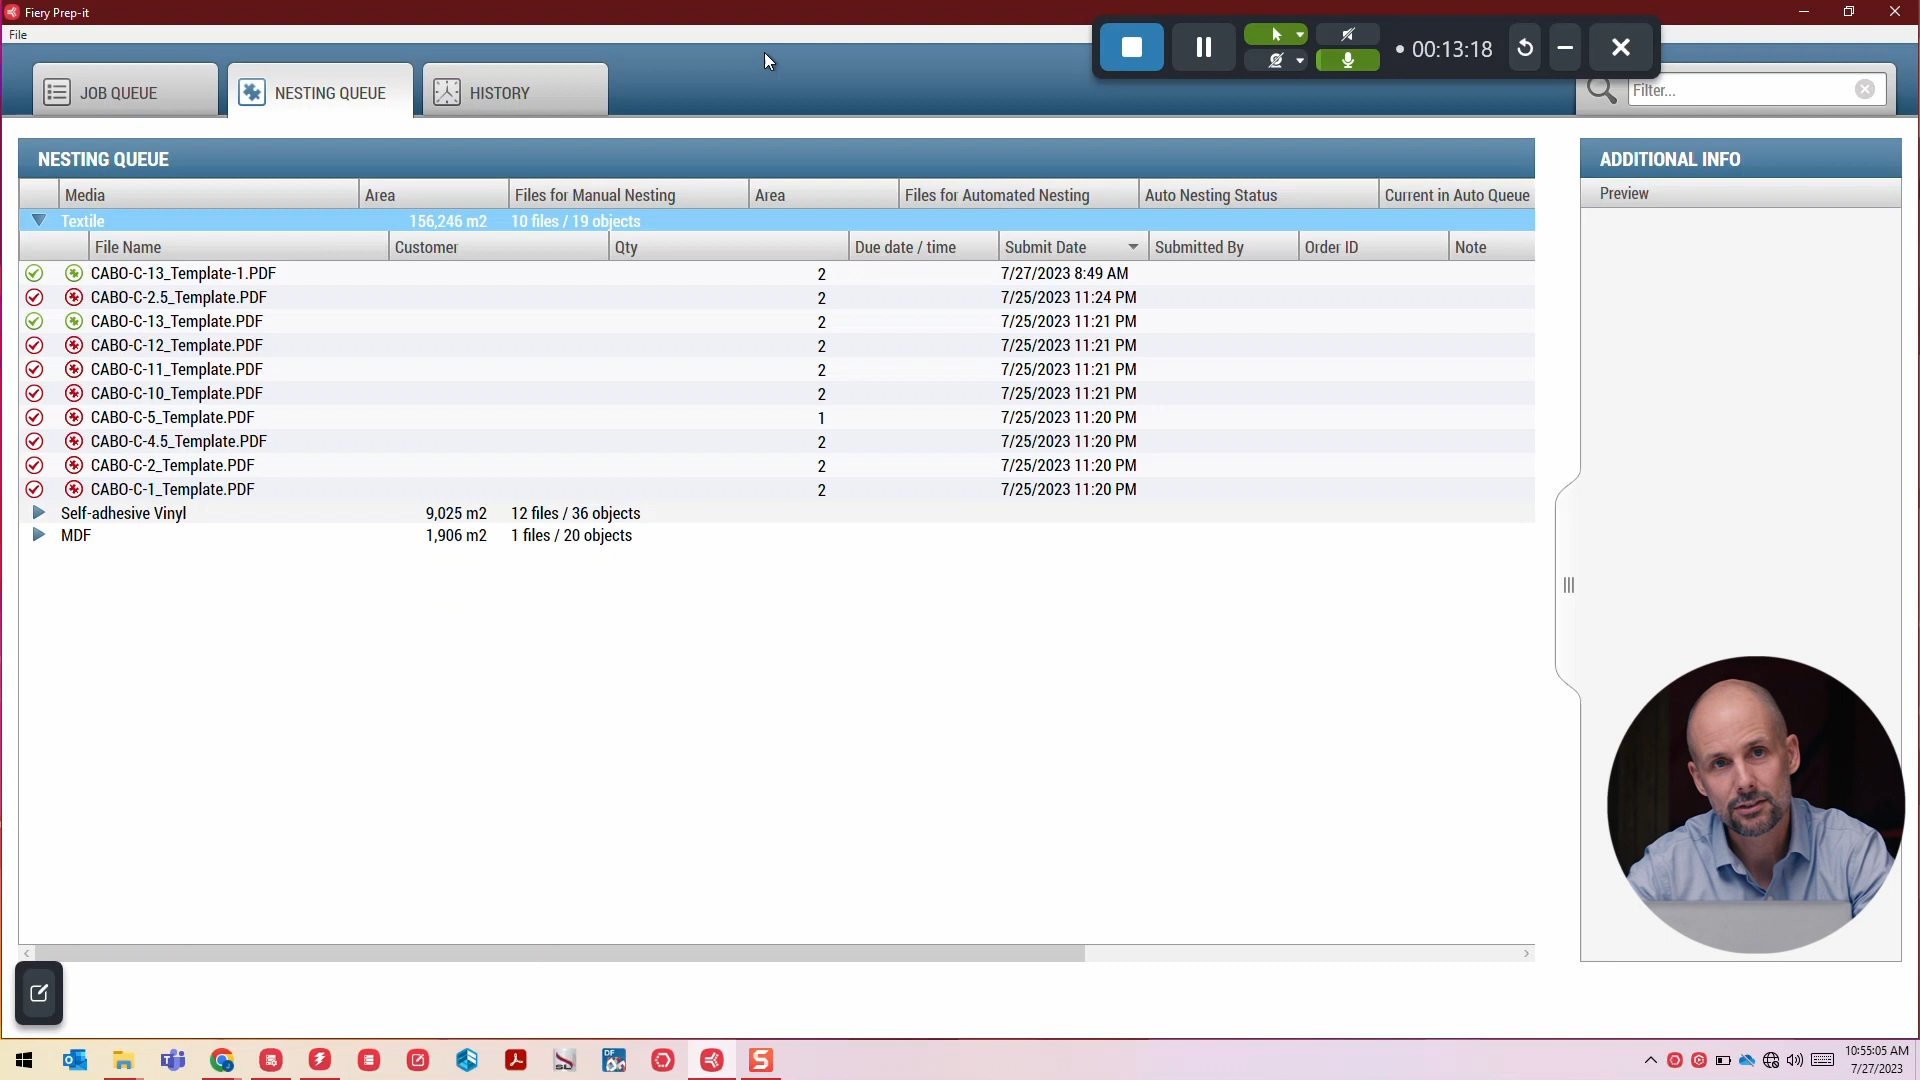 Fiery Prep-it
File
00:13:18
JOB QUEUE
NESTING QUEUE
HISTORY
Filter...
NESTING QUEUE
ADDITIONAL INFO
Media Area Files for Manual Nesting Area Files for Automated Nesting Auto Nesting Status Current in Auto Queue
Preview
Textile 156,246 m2 10 files / 19 objects
File Name Customer Qty Due date / time Submit Date Submitted By Order ID Note
CABO-C-13_Template-1.PDF 2 7/27/2023 8:49 AM
CABO-C-2.5_Template.PDF 2 7/25/2023 11:24 PM
CABO-C-13_Template.PDF 2 7/25/2023 11:21 PM
CABO-C-12_Template.PDF 2 7/25/2023 11:21 PM
CABO-C-11_Template.PDF 2 7/25/2023 11:21 PM
CABO-C-10_Template.PDF 2 7/25/2023 11:21 PM
CABO-C-5_Template.PDF 1 7/25/2023 11:20 PM
CABO-C-4.5_Template.PDF 2 7/25/2023 11:20 PM
CABO-C-2_Template.PDF 2 7/25/2023 11:20 PM
CABO-C-1_Template.PDF 2 7/25/2023 11:20 PM
Self-adhesive Vinyl 9,025 m2 12 files / 36 objects
MDF 1,906 m2 1 files / 20 objects
10:55:05 AM
7/27/2023